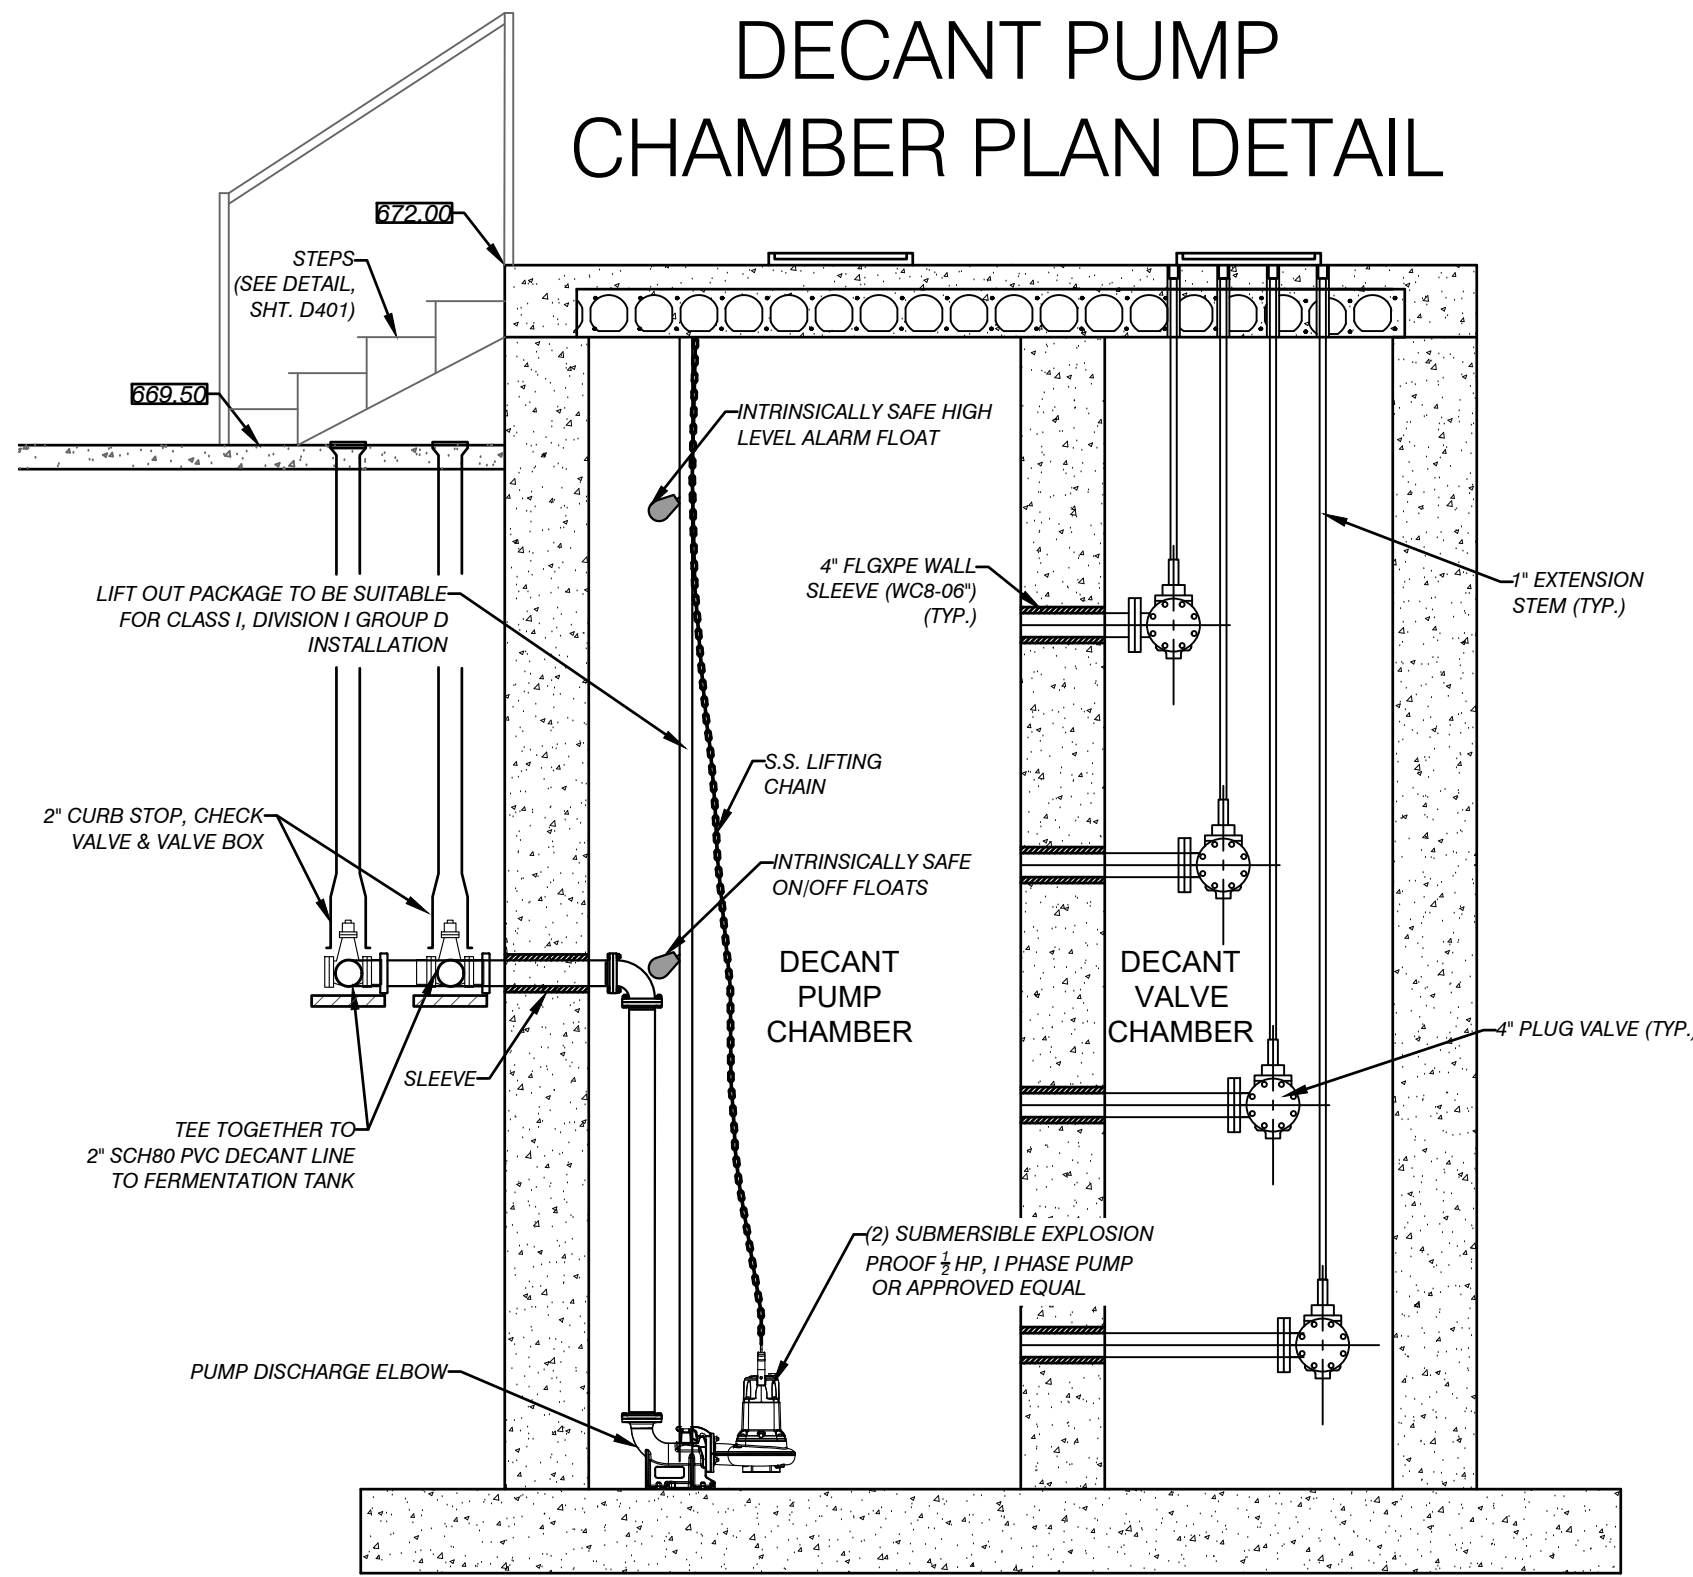 DECANT PUMP
CHAMBER PLAN DETAIL
672.00
STEPS
(SEE DETAIL,
SHT. D401)
669.50
INTRINSICALLY SAFE HIGH
LEVEL ALARM FLOAT
4" FLGXPE WALL
SLEEVE (WC8-06")
(TYP.)
1" EXTENSION
STEM (TYP.)
LIFT OUT PACKAGE TO BE SUITABLE
FOR CLASS I, DIVISION I GROUP D
INSTALLATION
S.S. LIFTING
CHAIN
2" CURB STOP, CHECK
VALVE & VALVE BOX
INTRINSICALLY SAFE
ON/OFF FLOATS
DECANT
PUMP
CHAMBER
DECANT
VALVE
CHAMBER
4" PLUG VALVE (TYP.)
SLEEVE
TEE TOGETHER TO
2" SCH80 PVC DECANT LINE
TO FERMENTATION TANK
(2) SUBMERSIBLE EXPLOSION
PROOF 1/2 HP, I PHASE PUMP
OR APPROVED EQUAL
PUMP DISCHARGE ELBOW